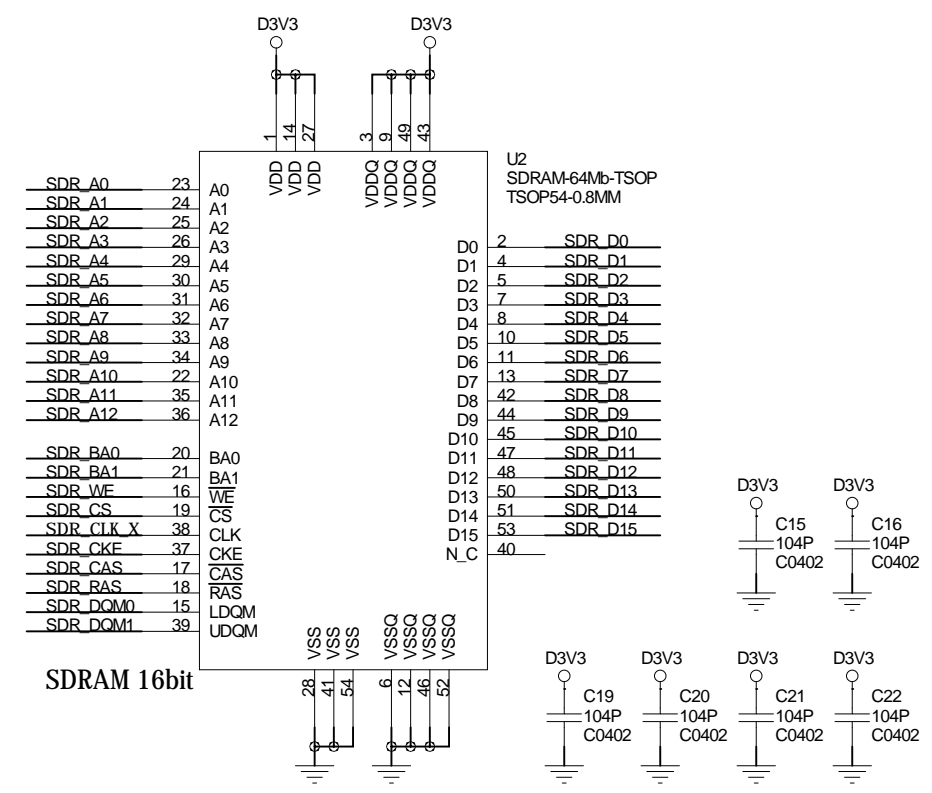 D3V3 D3V3
1 14 27 3 9 49 43
VDD VDD VDD VDDQ VDDQ VDDQ VDDQ
U2
SDRAM-64Mb-TSOP
TSOP54-0.8MM
SDR_A0 23 A0
SDR_A1 24 A1
SDR_A2 25 A2
SDR_A3 26 A3
SDR_A4 29 A4
SDR_A5 30 A5
SDR_A6 31 A6
SDR_A7 32 A7
SDR_A8 33 A8
SDR_A9 34 A9
SDR_A10 22 A10
SDR_A11 35 A11
SDR_A12 36 A12
SDR_BA0 20 BA0
SDR_BA1 21 BA1
SDR_WE 16 WE
SDR_CS 19 CS
SDR_CLK_X 38 CLK
SDR_CKE 37 CKE
SDR_CAS 17 CAS
SDR_RAS 18 RAS
SDR_DQM0 15 LDQM
SDR_DQM1 39 UDQM
D0 2 SDR_D0
D1 4 SDR_D1
D2 5 SDR_D2
D3 7 SDR_D3
D4 8 SDR_D4
D5 10 SDR_D5
D6 11 SDR_D6
D7 13 SDR_D7
D8 42 SDR_D8
D9 44 SDR_D9
D10 45 SDR_D10
D11 47 SDR_D11
D12 48 SDR_D12
D13 50 SDR_D13
D14 51 SDR_D14
D15 53 SDR_D15
N_C 40
VSS VSS VSS VSSQ VSSQ VSSQ VSSQ
28 41 54 6 12 46 52
SDRAM 16bit
D3V3 D3V3
C15 C16
104P 104P
C0402 C0402
D3V3 D3V3 D3V3 D3V3
C19 C20 C21 C22
104P 104P 104P 104P
C0402 C0402 C0402 C0402